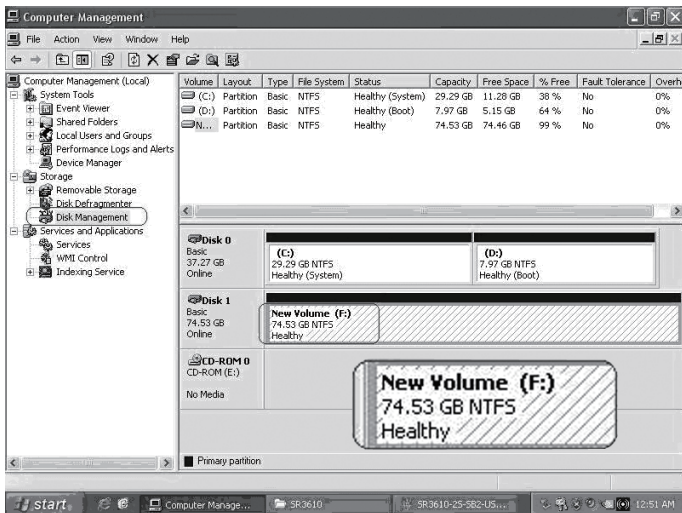 Computer Management
File Action View Window Help
Computer Management (Local)
System Tools
Event Viewer
Shared Folders
Local Users and Groups
Performance Logs and Alerts
Device Manager
Storage
Removable Storage
Disk Defragmenter
Disk Management
Services and Applications
Services
WMI Control
Indexing Service
Volume Layout Type File System Status Capacity Free Space % Free Fault Tolerance Overh
(C:) Partition Basic NTFS Healthy (System) 29.29 GB 11.28 GB 38 % No 0%
(D:) Partition Basic NTFS Healthy (Boot) 7.97 GB 5.15 GB 64 % No 0%
N... Partition Basic NTFS Healthy 74.53 GB 74.46 GB 99 % No 0%
Disk 0
Basic
37.27 GB
Online
(C:)
29.29 GB NTFS
Healthy (System)
(D:)
7.97 GB NTFS
Healthy (Boot)
Disk 1
Basic
74.53 GB
Online
New Volume (F:)
74.53 GB NTFS
Healthy
CD-ROM 0
CD-ROM (E:)
No Media
New Volume (F:)
74.53 GB NTFS
Healthy
Primary partition
start
Computer Manage...
SR3610
SR3610-2S-SB2-US...
12:51 AM